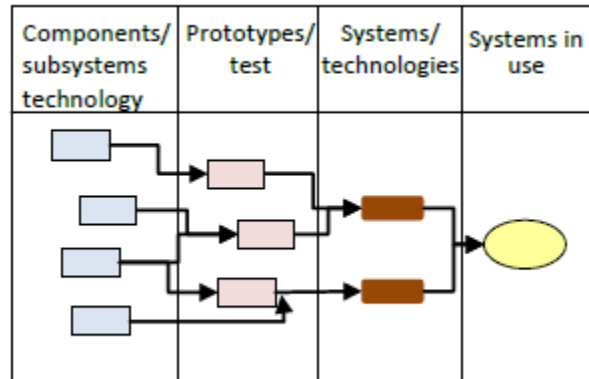 Components/
subsystems
technology
Prototypes/
test
Systems/
technologies
Systems in
use